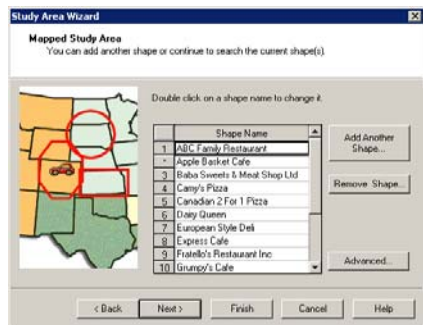 Study Area Wizard
Mapped Study Area
You can add another shape or continue to search the current shape(s).
Double click on a shape name to change it.
Shape Name
1 ABC Family Restaurant
* Apple Basket Cafe
3 Baba Sweets & Meat Shop Ltd
4 Camy's Pizza
5 Canadian 2 For 1 Pizza
6 Dairy Queen
7 European Style Deli
8 Express Cafe
9 Fratello's Restaurant Inc
10 Grumpy's Cafe
Add Another
Shape...
Remove Shape...
Advanced...
< Back
Next >
Finish
Cancel
Help